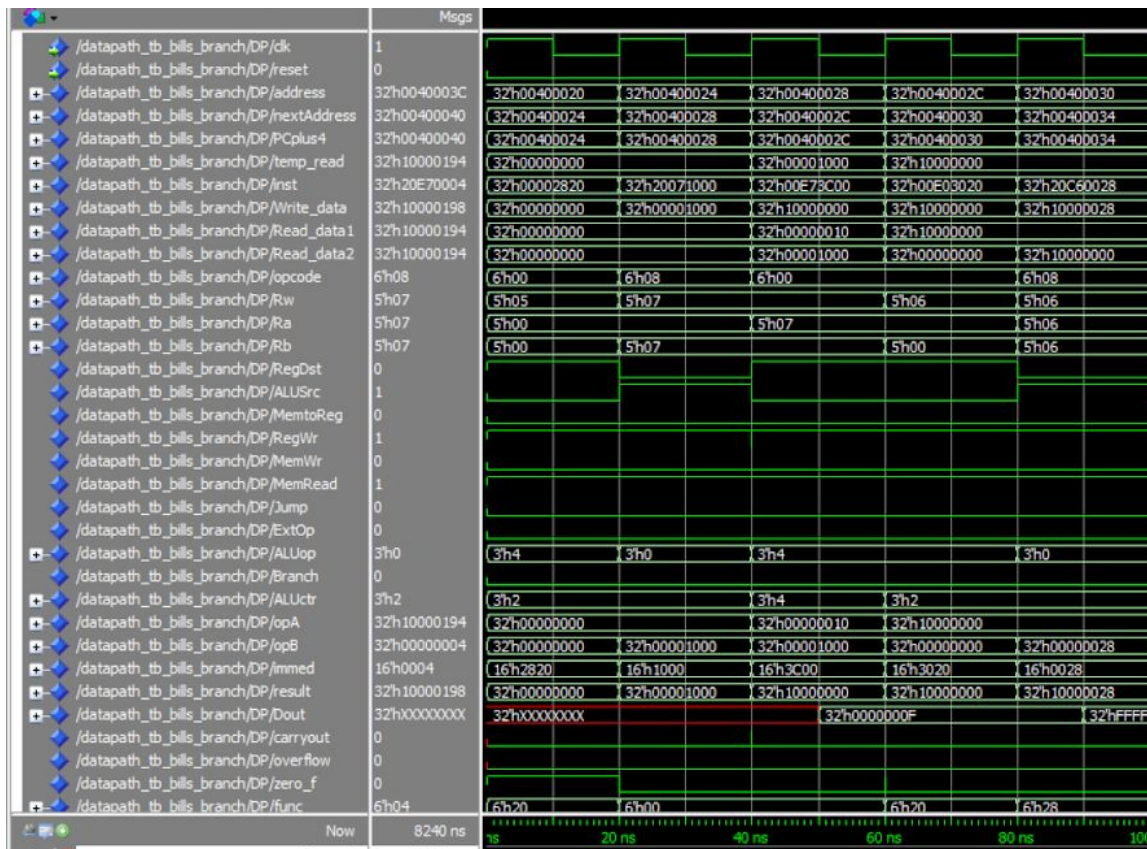 Msgs
/datapath_tb_bills_branch/DP/clk 1
/datapath_tb_bills_branch/DP/reset 0
/datapath_tb_bills_branch/DP/address 32'h0040003C 32'h00400020 32'h00400024 32'h00400028 32'h0040002C 32'h00400030
/datapath_tb_bills_branch/DP/nextAddress 32'h00400040 32'h00400024 32'h00400028 32'h0040002C 32'h00400030 32'h00400034
/datapath_tb_bills_branch/DP/PCplus4 32'h00400040 32'h00400024 32'h00400028 32'h0040002C 32'h00400030 32'h00400034
/datapath_tb_bills_branch/DP/temp_read 32'h10000194 32'h00000000 32'h00001000 32'h10000000
/datapath_tb_bills_branch/DP/inst 32'h20E70004 32'h00002820 32'h20071000 32'h00E73C00 32'h00E03020 32'h20C60028
/datapath_tb_bills_branch/DP/Write_data 32'h10000198 32'h00000000 32'h00001000 32'h10000000 32'h10000000 32'h10000028
/datapath_tb_bills_branch/DP/Read_data1 32'h10000194 32'h00000000 32'h00000010 32'h10000000
/datapath_tb_bills_branch/DP/Read_data2 32'h10000194 32'h00000000 32'h00001000 32'h00000000 32'h10000000
/datapath_tb_bills_branch/DP/opcode 6'h08 6'h00 6'h08 6'h00 6'h08
/datapath_tb_bills_branch/DP/Rw 5'h07 5'h05 5'h07 5'h06 5'h06
/datapath_tb_bills_branch/DP/Ra 5'h07 5'h00 5'h07 5'h06
/datapath_tb_bills_branch/DP/Rb 5'h07 5'h00 5'h07 5'h00 5'h06
/datapath_tb_bills_branch/DP/RegDst 0
/datapath_tb_bills_branch/DP/ALUSrc 1
/datapath_tb_bills_branch/DP/MemtoReg 0
/datapath_tb_bills_branch/DP/RegWr 1
/datapath_tb_bills_branch/DP/MemWr 0
/datapath_tb_bills_branch/DP/MemRead 1
/datapath_tb_bills_branch/DP/Jump 0
/datapath_tb_bills_branch/DP/ExtOp 0
/datapath_tb_bills_branch/DP/ALUop 3'h0 3'h4 3'h0 3'h4 3'h0
/datapath_tb_bills_branch/DP/Branch 0
/datapath_tb_bills_branch/DP/ALUctr 3'h2 3'h2 3'h4 3'h2
/datapath_tb_bills_branch/DP/opA 32'h10000194 32'h00000000 32'h00000010 32'h10000000
/datapath_tb_bills_branch/DP/opB 32'h00000004 32'h00000000 32'h00001000 32'h00001000 32'h00000000 32'h00000028
/datapath_tb_bills_branch/DP/immed 16'h0004 16'h2820 16'h1000 16'h3C00 16'h3020 16'h0028
/datapath_tb_bills_branch/DP/result 32'h10000198 32'h00000000 32'h00001000 32'h10000000 32'h10000000 32'h10000028
/datapath_tb_bills_branch/DP/Dout 32'hXXXXXXXX 32'hXXXXXXXX 32'h0000000F 32'hFFFF
/datapath_tb_bills_branch/DP/carryout 0
/datapath_tb_bills_branch/DP/overflow 0
/datapath_tb_bills_branch/DP/zero_f 0
/datapath_tb_bills_branch/DP/func 6'h04 6'h20 6'h00 6'h20 6'h28
Now 8240 ns ns 20 ns 40 ns 60 ns 80 ns 100